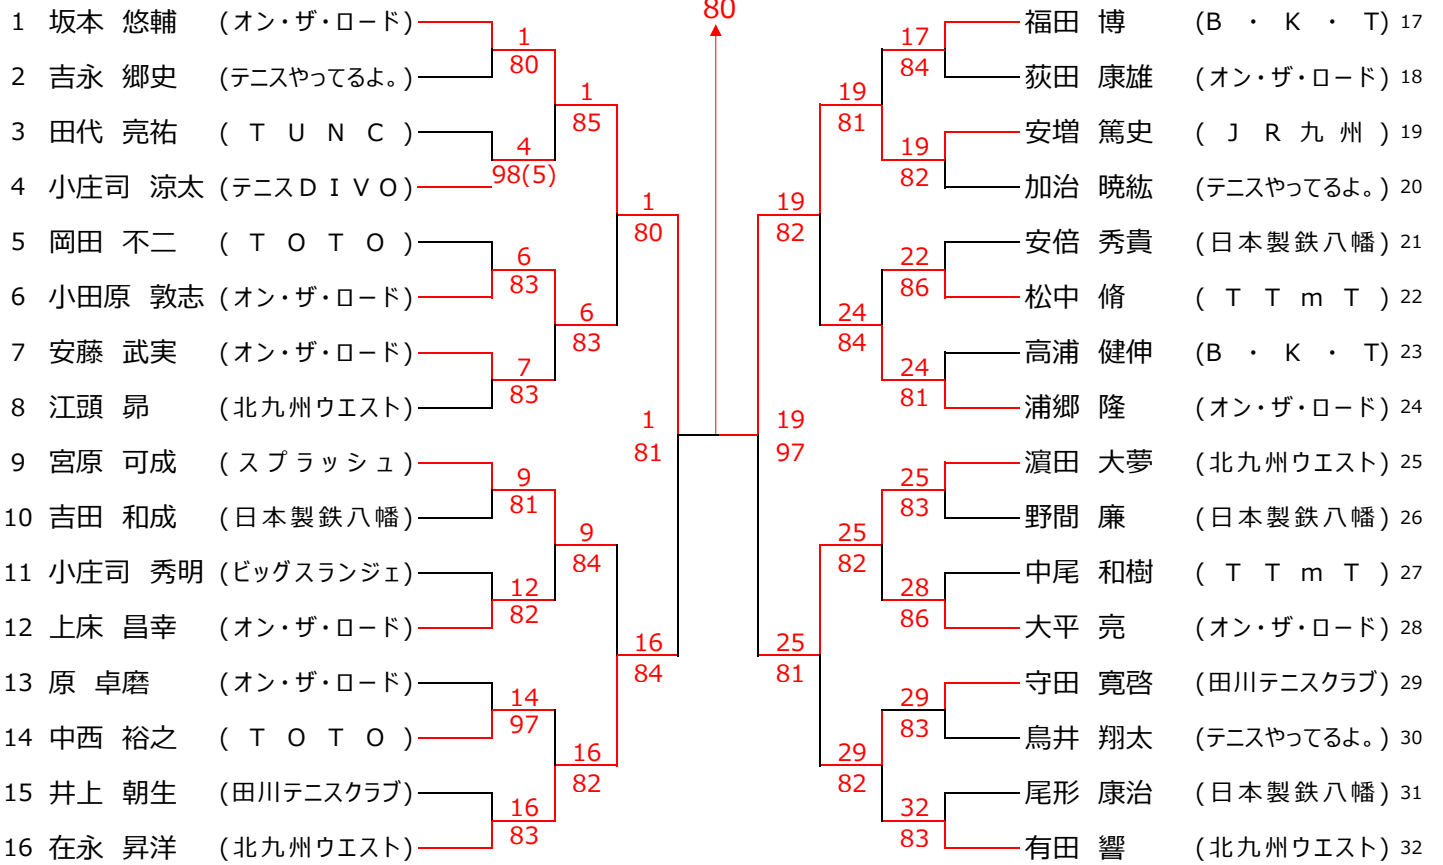 80
1 坂本 悠輔 (オン・ザ・ロード)
1
80
2 吉永 郷史 (テニスやってるよ。)
1
85
3 田代 亮祐 (TUNC)
4
98(5)
4 小庄司 涼太 (テニスDIVO)
1
80
5 岡田 不二 (TOTO)
6
83
6 小田原 敦志 (オン・ザ・ロード)
6
83
7 安藤 武実 (オン・ザ・ロード)
7
83
8 江頭 昴 (北九州ウエスト)
1
81
9 宮原 可成 (スプラッシュ)
9
81
10 吉田 和成 (日本製鉄八幡)
9
84
11 小庄司 秀明 (ビッグスランジェ)
12
82
12 上床 昌幸 (オン・ザ・ロード)
16
84
13 原 卓磨 (オン・ザ・ロード)
14
97
14 中西 裕之 (TOTO)
16
82
15 井上 朝生 (田川テニスクラブ)
16
83
16 在永 昇洋 (北九州ウエスト)
福田 博 (B・K・T) 17
17
84
荻田 康雄 (オン・ザ・ロード) 18
19
81
安増 篤史 (JR九州) 19
19
82
加治 暁紘 (テニスやってるよ。) 20
19
82
安倍 秀貴 (日本製鉄八幡) 21
22
86
松中 脩 (TTmT) 22
24
84
高浦 健伸 (B・K・T) 23
24
81
浦郷 隆 (オン・ザ・ロード) 24
19
97
濵田 大夢 (北九州ウエスト) 25
25
83
野間 廉 (日本製鉄八幡) 26
25
82
中尾 和樹 (TTmT) 27
28
86
大平 亮 (オン・ザ・ロード) 28
25
81
守田 寛啓 (田川テニスクラブ) 29
29
83
鳥井 翔太 (テニスやってるよ。) 30
29
82
尾形 康治 (日本製鉄八幡) 31
32
83
有田 響 (北九州ウエスト) 32